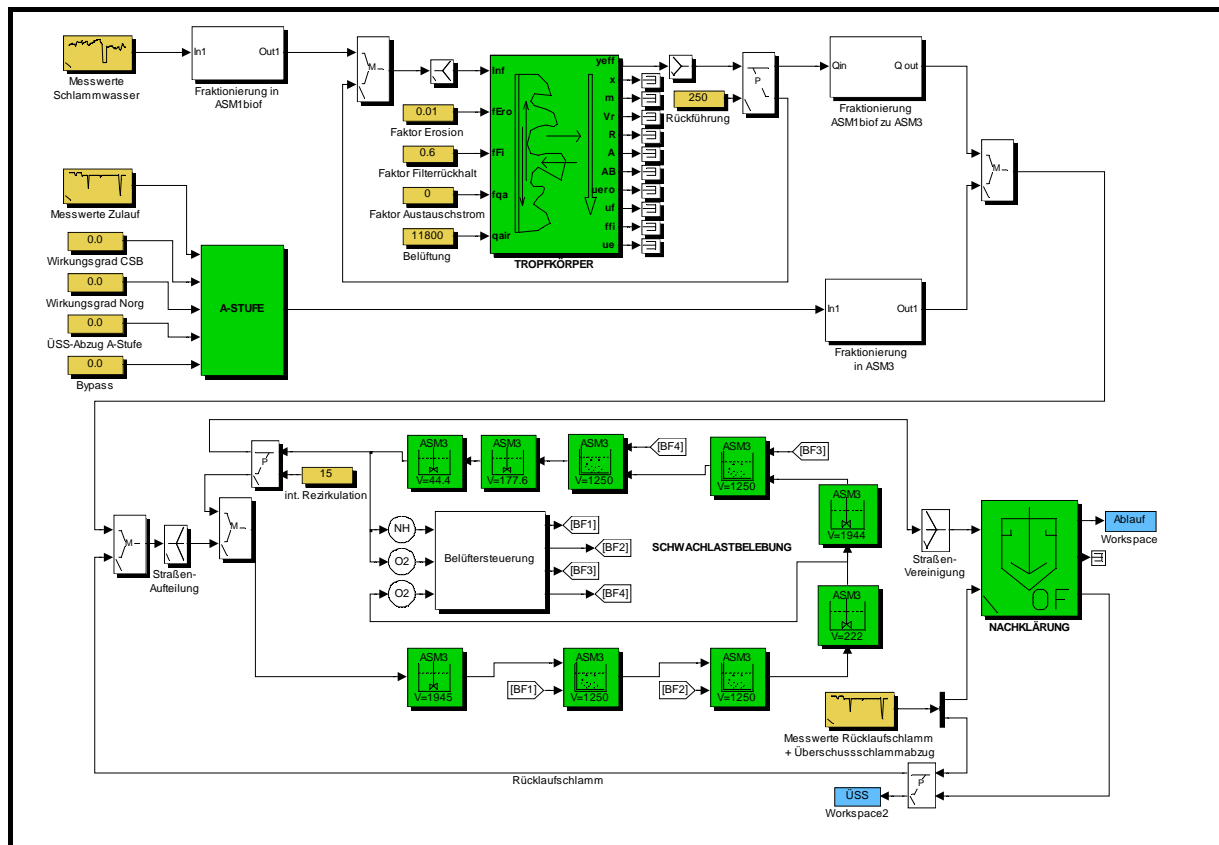 Messwerte
Schlammwasser
In1
Out1
Fraktionierung in
ASM1biof
M
Inf
fEro
fFi
fqa
qair
0.01
Faktor Erosion
0.6
Faktor Filterrückhalt
0
Faktor Austauschstrom
11800
Belüftung
yeff
x
m
Vr
R
A
AB
uero
uf
ffi
ue
TROPFKÖRPER
250
Rückführung
P
Qin
Q out
Fraktionierung
ASM1biof zu ASM3
M
Messwerte Zulauf
0.0
Wirkungsgrad CSB
0.0
Wirkungsgrad Norg
0.0
ÜSS-Abzug A-Stufe
0.0
Bypass
A-STUFE
In1
Out1
Fraktionierung
in ASM3
P
15
int. Rezirkulation
ASM3
V=44.4
ASM3
V=177.6
ASM3
V=1250
[BF4]
ASM3
V=1250
[BF3]
ASM3
V=1944
M
Straßen-
Aufteilung
M
NH
O2
O2
Belüftersteuerung
[BF1]
[BF2]
[BF3]
[BF4]
SCHWACHLASTBELEBUNG
ASM3
V=222
Straßen-
Vereinigung
OF
NACHKLÄRUNG
Ablauf
Workspace
ASM3
V=1945
[BF1]
ASM3
V=1250
[BF2]
ASM3
V=1250
Messwerte Rücklaufschlamm
+ Überschussschlammabzug
Rücklaufschlamm
P
ÜSS
Workspace2